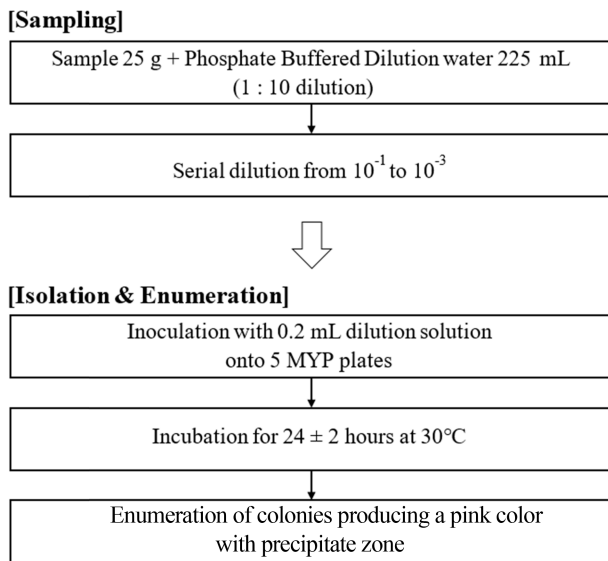 [Sampling]
Sample 25 g + Phosphate Buffered Dilution water 225 mL
(1 : 10 dilution)
Serial dilution from 10⁻¹ to 10⁻³
[Isolation & Enumeration]
Inoculation with 0.2 mL dilution solution
onto 5 MYP plates
Incubation for 24 ± 2 hours at 30℃
Enumeration of colonies producing a pink color
with precipitate zone